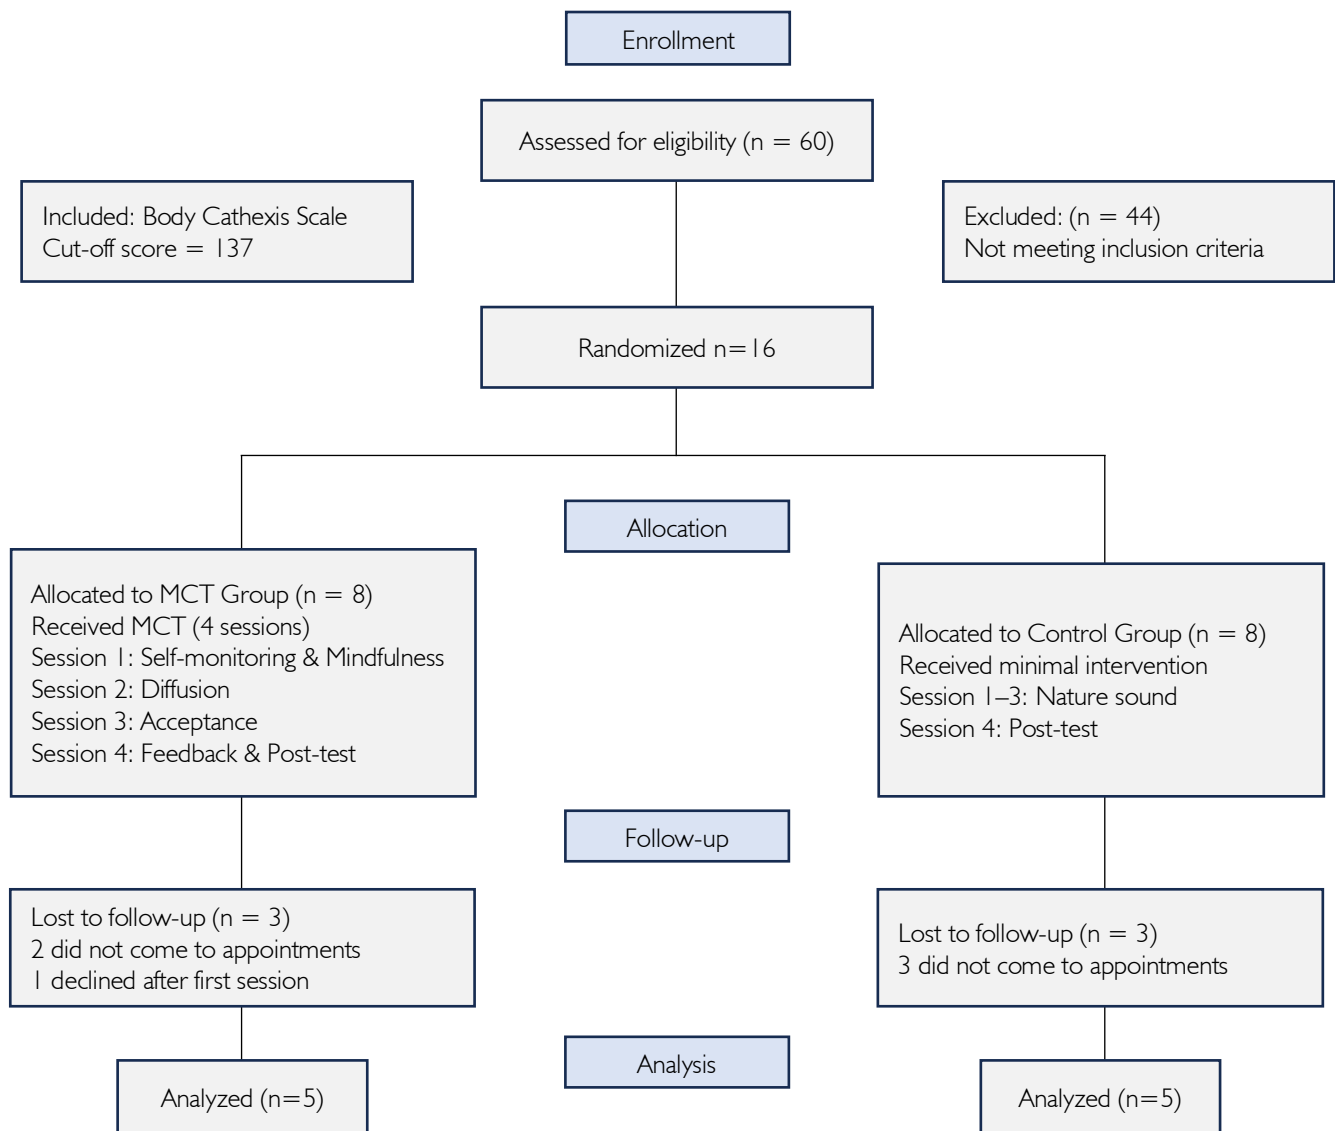 Enrollment
Assessed for eligibility (n = 60)
Included: Body Cathexis Scale
Cut-off score = 137
Excluded: (n = 44)
Not meeting inclusion criteria
Randomized n=16
Allocation
Allocated to MCT Group (n = 8)
Received MCT (4 sessions)
Session 1: Self-monitoring & Mindfulness
Session 2: Diffusion
Session 3: Acceptance
Session 4: Feedback & Post-test
Allocated to Control Group (n = 8)
Received minimal intervention
Session 1–3: Nature sound
Session 4: Post-test
Follow-up
Lost to follow-up (n = 3)
2 did not come to appointments
1 declined after first session
Lost to follow-up (n = 3)
3 did not come to appointments
Analysis
Analyzed (n=5)
Analyzed (n=5)